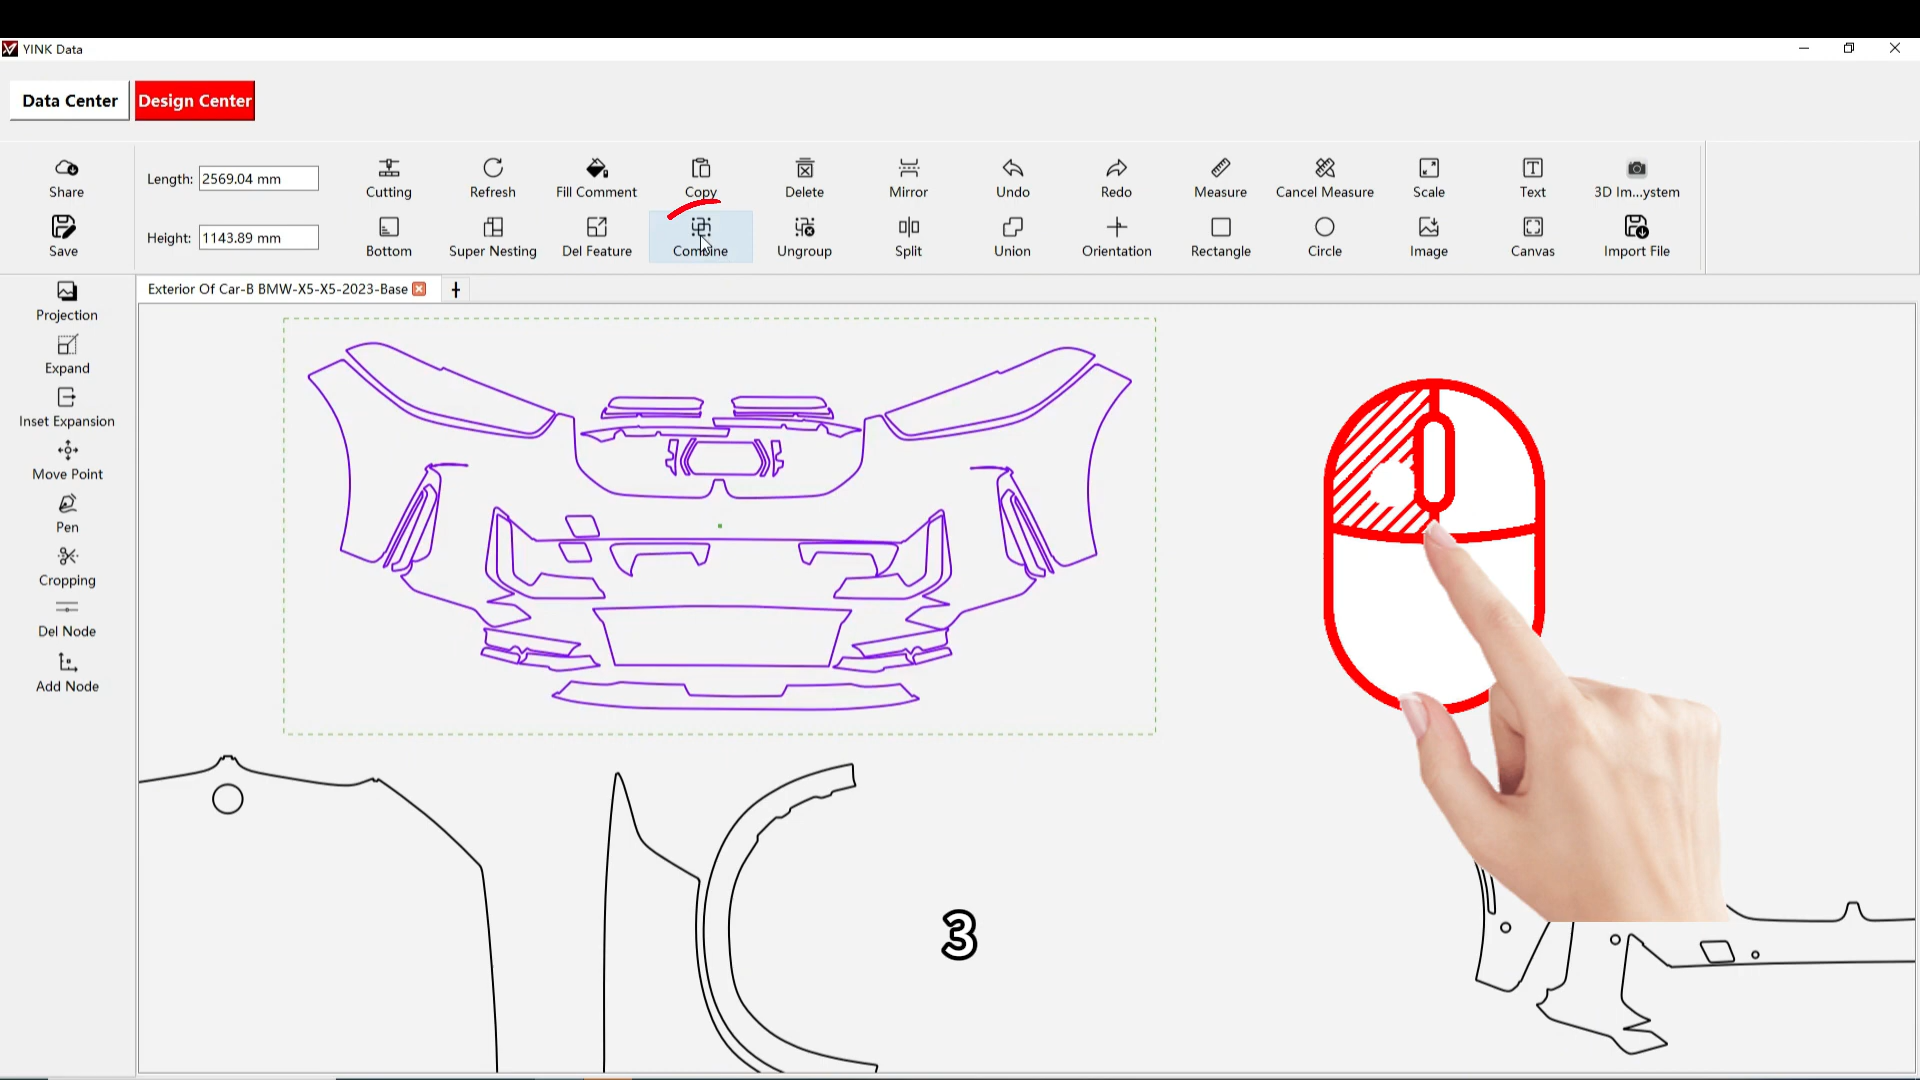 YINK Data
Data Center Design Center
Share
Save
Length: 2569.04 mm
Height: 1143.89 mm
Cutting Refresh Fill Comment Copy Delete Mirror Undo Redo Measure Cancel Measure Scale Text 3D Im...ystem
Bottom Super Nesting Del Feature Combine Ungroup Split Union Orientation Rectangle Circle Image Canvas Import File
Exterior Of Car-B BMW-X5-X5-2023-Base
Projection
Expand
Inset Expansion
Move Point
Pen
Cropping
Del Node
Add Node
3